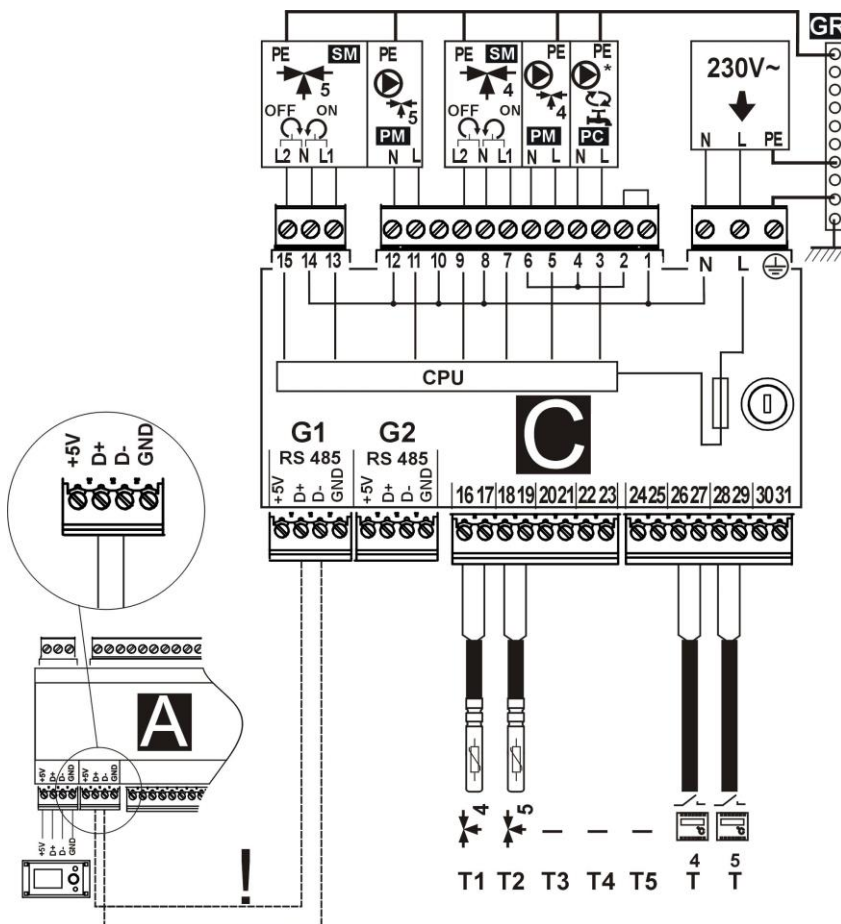 GR
PE SM PE PE SM PE PE *
5 4
OFF ON 5 OFF ON 4
PM PM PC
L2 N L1 N L L2 N L1 N L N L
230V~
N L PE
15 14 13 12 11 10 9 8 7 6 5 4 3 2 1 N L
CPU
C
G1 G2
RS 485 RS 485
+5V D+ D- GND +5V D+ D- GND
16 17 18 19 20 21 22 23 24 25 26 27 28 29 30 31
+5V D+ D- GND
A
+5V D+ D- GND +5V D+ D- GND
+5V D+ D- GND
!
4 5 — — — 4 5
T1 T2 T3 T4 T5 T T